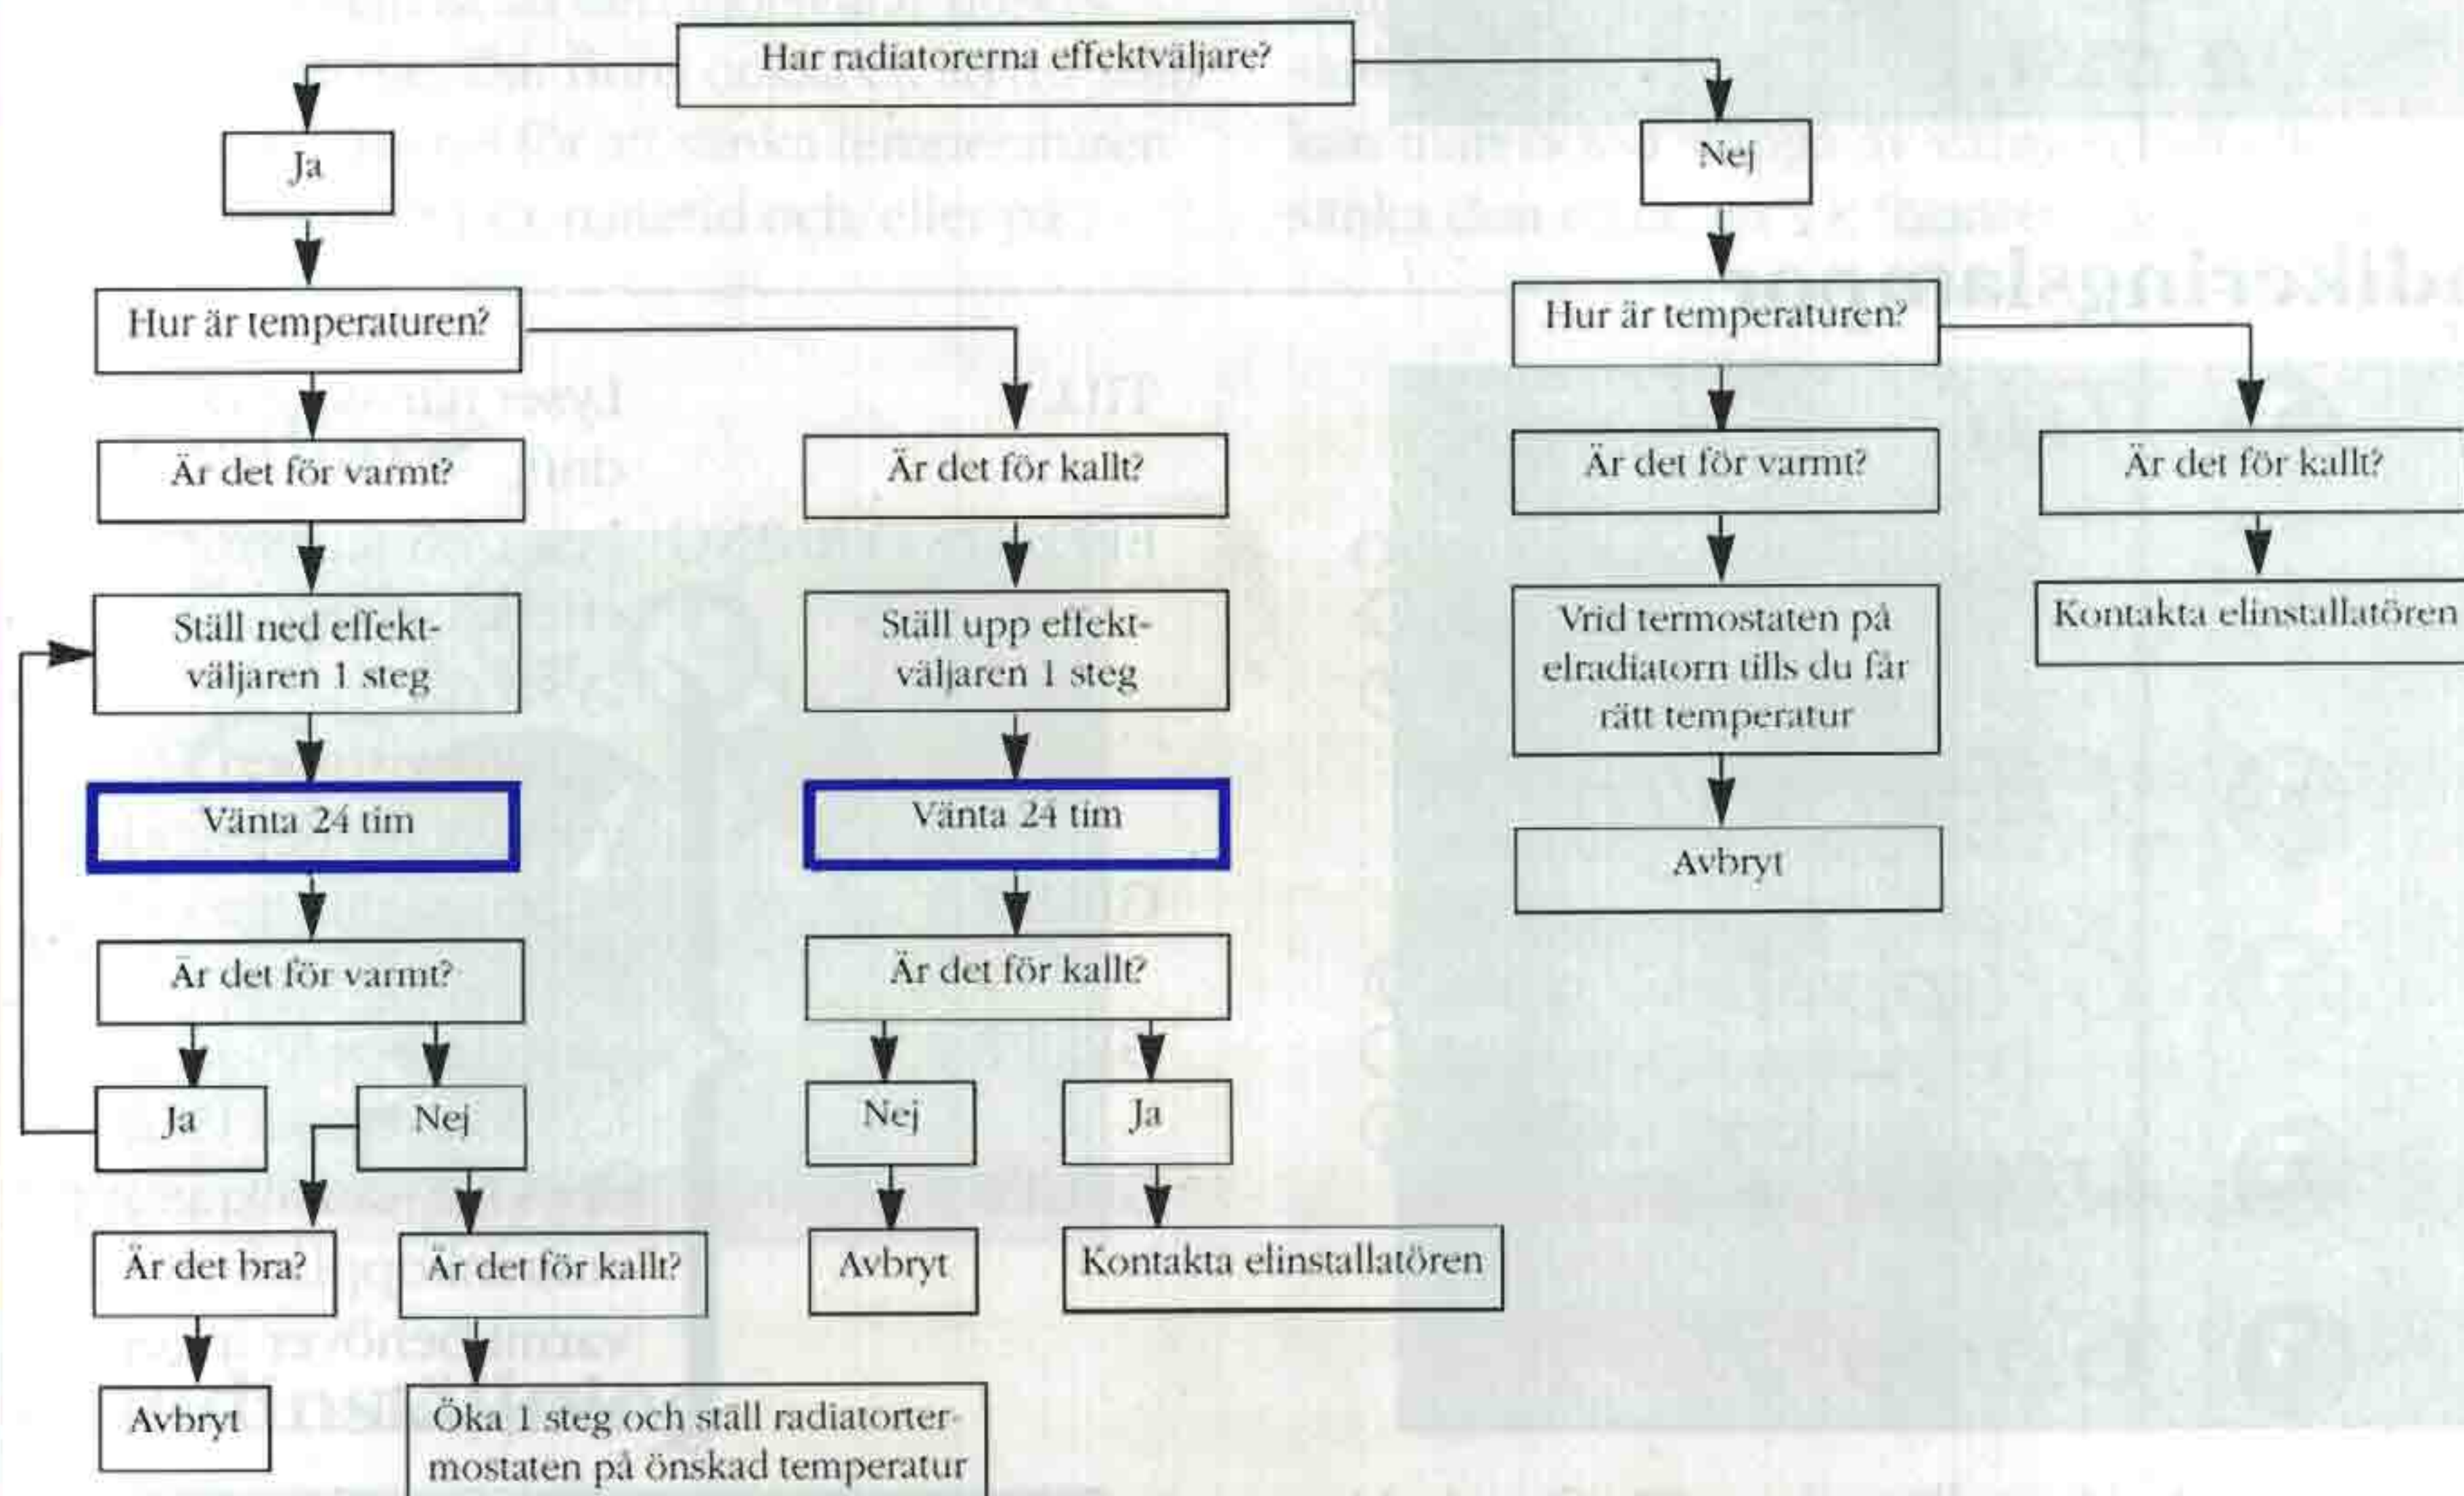 Har radiatorerna effektväljare?
Ja
Nej
Hur är temperaturen?
Hur är temperaturen?
Är det för varmt?
Är det för kallt?
Är det för varmt?
Är det för kallt?
Ställ ned effekt-
väljaren 1 steg
Ställ upp effekt-
väljaren 1 steg
Vrid termostaten på
elradiatorn tills du får
rätt temperatur
Kontakta elinstallatören
Vänta 24 tim
Vänta 24 tim
Avbryt
Är det för varmt?
Är det för kallt?
Ja
Nej
Nej
Ja
Är det bra?
Är det för kallt?
Avbryt
Kontakta elinstallatören
Avbryt
Öka 1 steg och ställ radiatorter-
mostaten på önskad temperatur